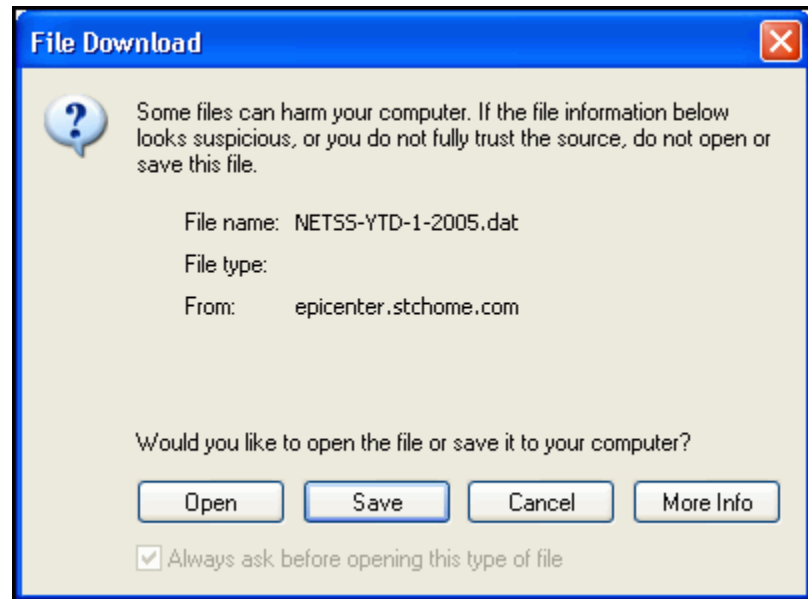 File Download
Some files can harm your computer. If the file information below
looks suspicious, or you do not fully trust the source, do not open or
save this file.
File name: NETSS-YTD-1-2005.dat
File type:
From: epicenter.stchome.com
Would you like to open the file or save it to your computer?
Open Save Cancel More Info
Always ask before opening this type of file